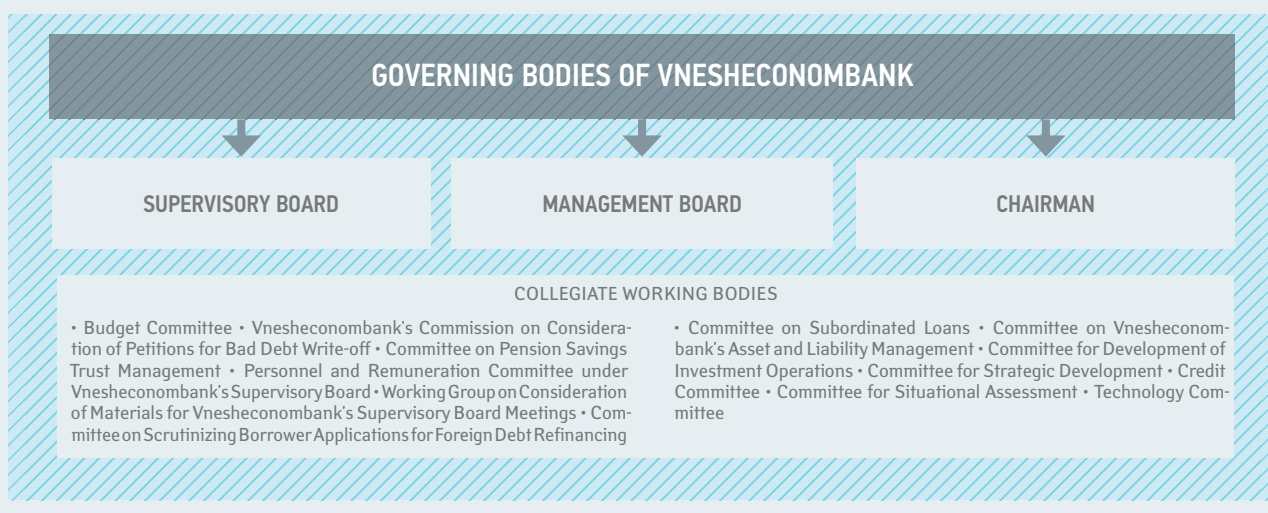 GOVERNING BODIES OF VNESHECONOMBANK
SUPERVISORY BOARD
MANAGEMENT BOARD
CHAIRMAN
COLLEGIATE WORKING BODIES
• Budget Committee • Vnesheconombank's Commission on Considera-
tion of Petitions for Bad Debt Write-off • Committee on Pension Savings
Trust Management • Personnel and Remuneration Committee under
Vnesheconombank's Supervisory Board • Working Group on Consideration
of Materials for Vnesheconombank's Supervisory Board Meetings • Com-
mittee on Scrutinizing Borrower Applications for Foreign Debt Refinancing
• Committee on Subordinated Loans • Committee on Vnesheconom-
bank's Asset and Liability Management • Committee for Development of
Investment Operations • Committee for Strategic Development • Credit
Committee • Committee for Situational Assessment • Technology Com-
mittee